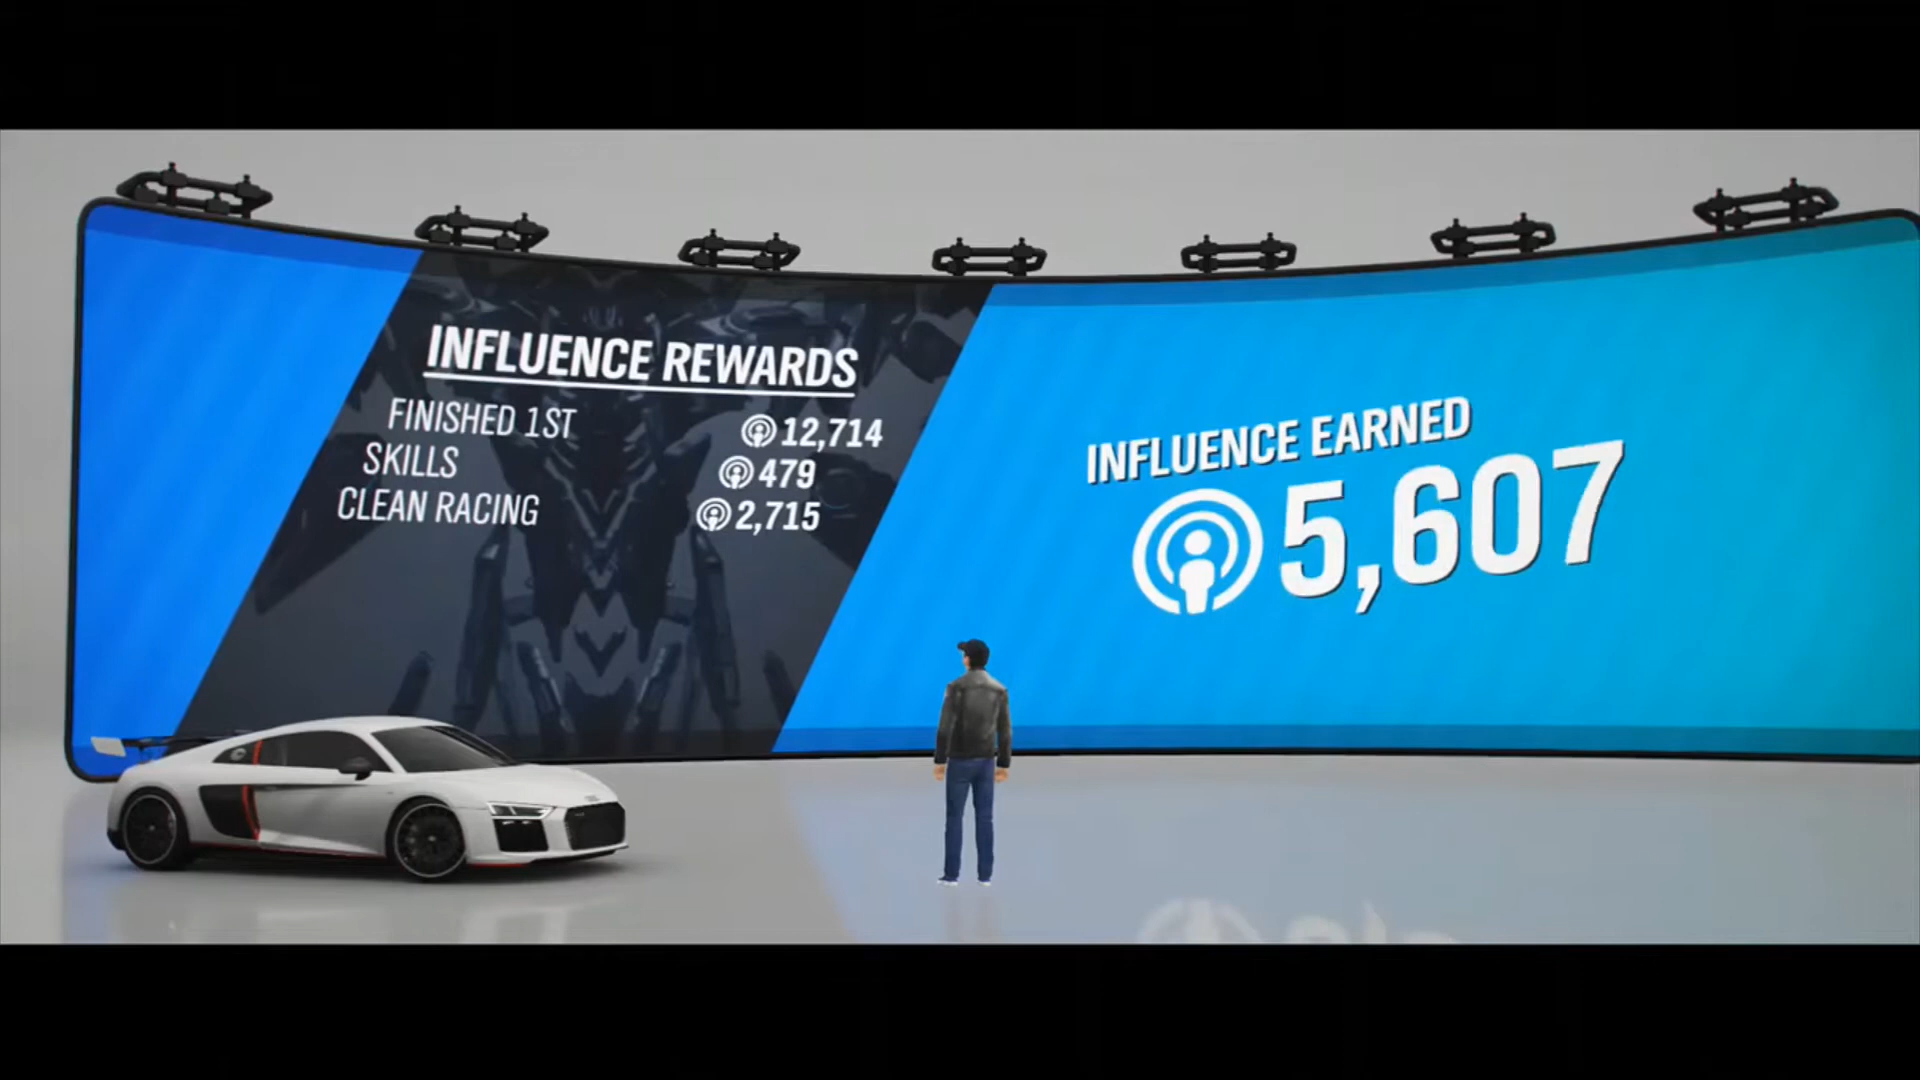 INFLUENCE REWARDS
FINISHED 1ST 12,714
SKILLS 479
CLEAN RACING 2,715
INFLUENCE EARNED
5,607